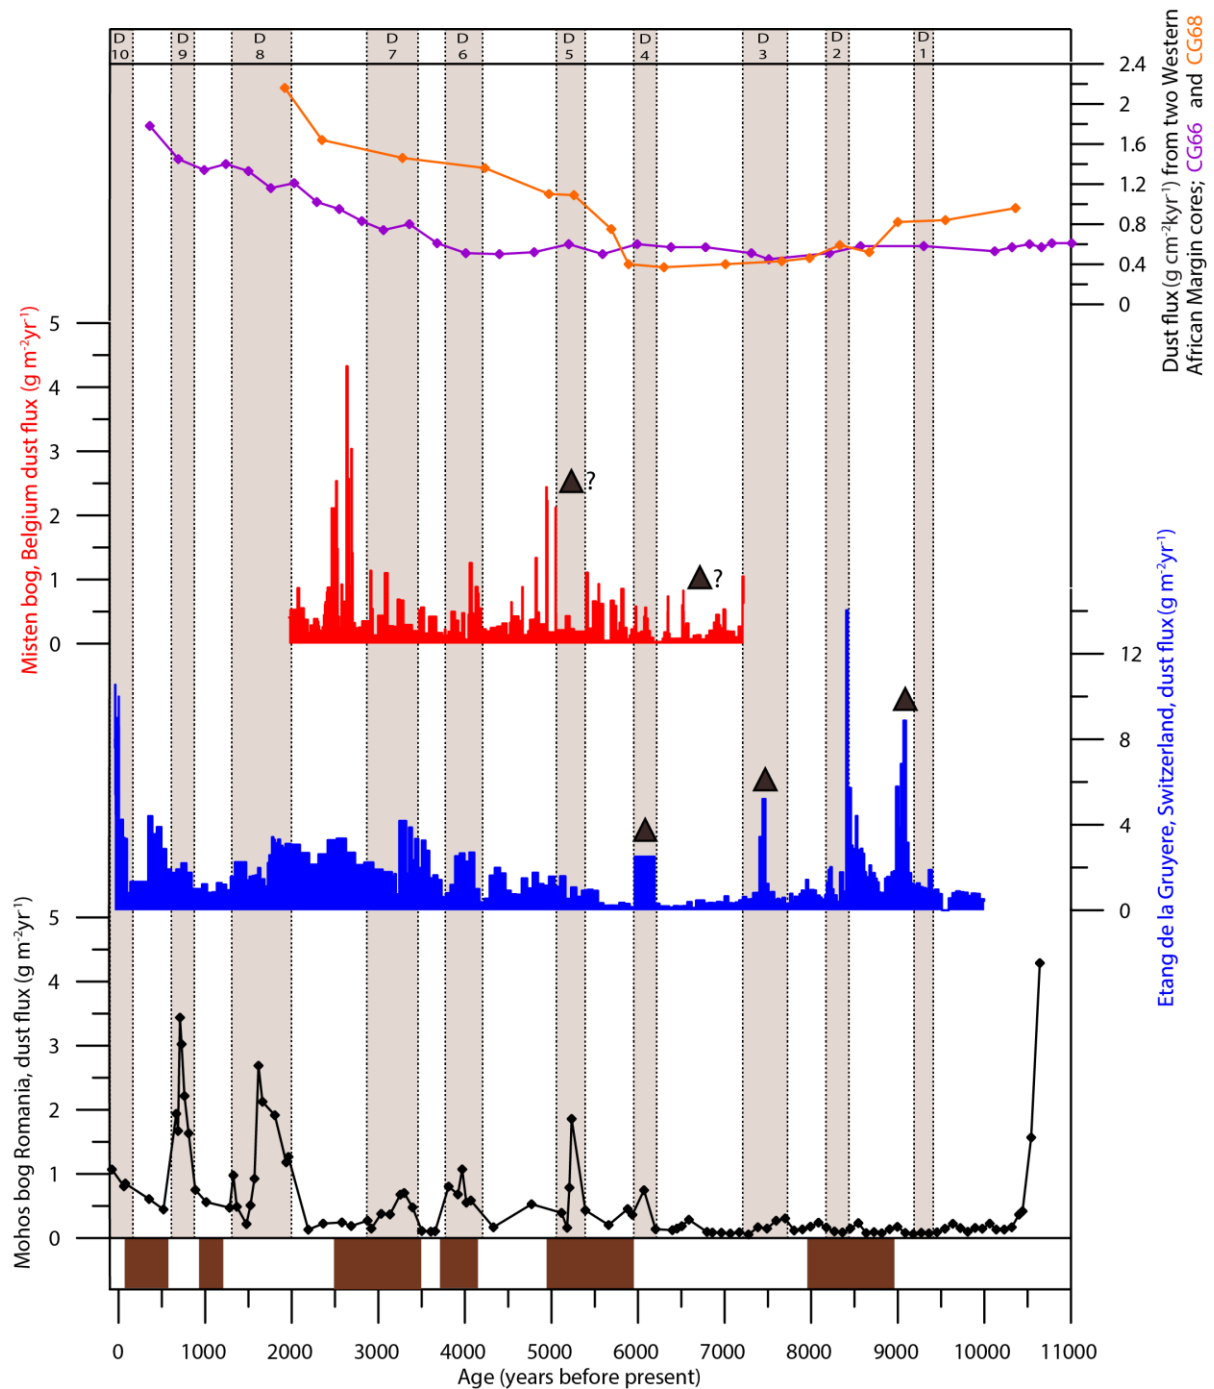 D D D D D D D D D D
10 9 8 7 6 5 4 3 2 1
2.4
2
1.6
1.2
0.8
0.4
0
Dust flux (g cm⁻²kyr⁻¹) from two Western
African Margin cores; CG66 and CG68
5
4
3
2
1
0
Misten bog, Belgium dust flux (g m⁻²yr⁻¹)
?
?
12
8
4
0
Etang de la Gruyere, Switzerland, dust flux (g m⁻²yr⁻¹)
5
4
3
2
1
0
Mohos bog Romania, dust flux (g m⁻²yr⁻¹)
0 1000 2000 3000 4000 5000 6000 7000 8000 9000 10000 11000
Age (years before present)